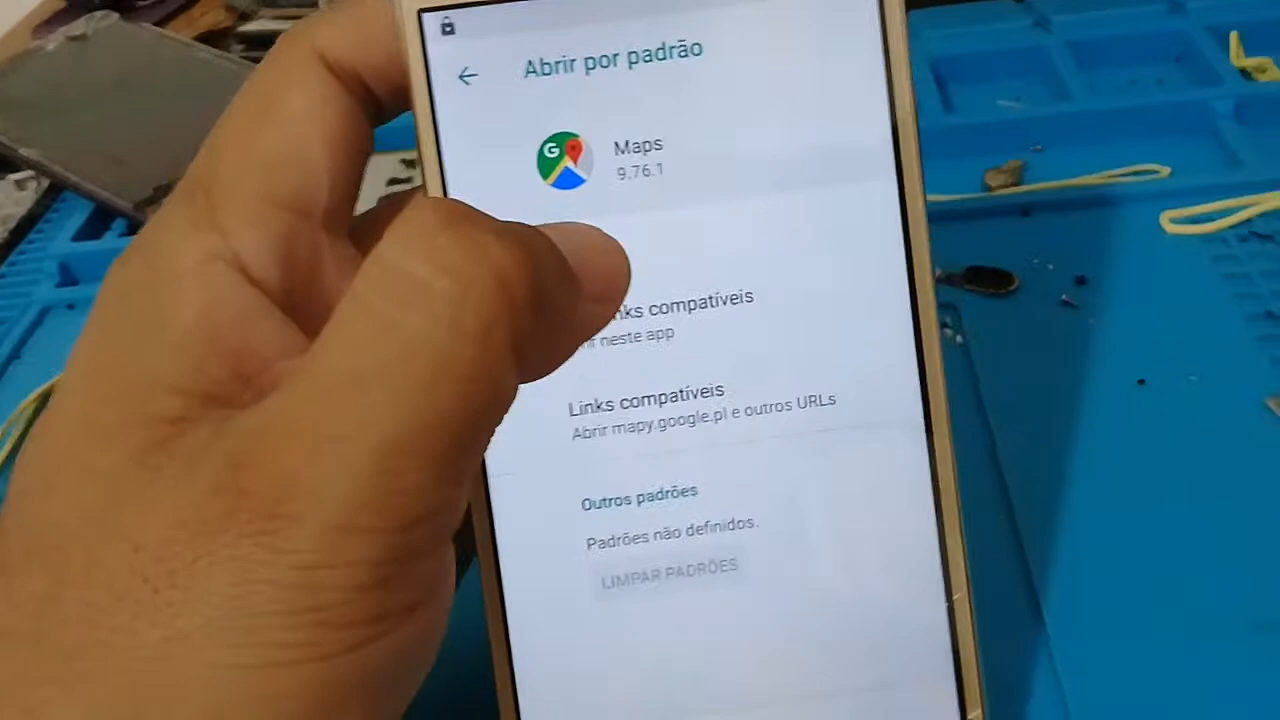 Abrir por padrão
G
Maps
9.76.1
compatíveis
neste app
Links compatíveis
Abrir mapy.google.pl e outros URLs
Outros padrões
Padrões não definidos.
LIMPAR PADRÕES